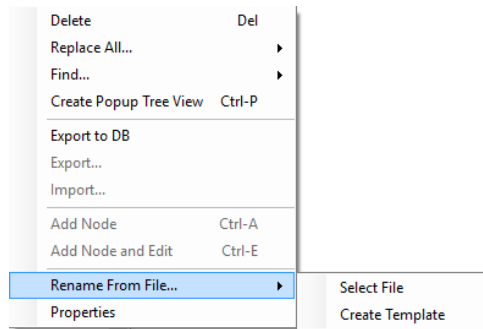 Delete Del
Replace All...
Find...
Create Popup Tree View Ctrl-P
Export to DB
Export...
Import...
Add Node Ctrl-A
Add Node and Edit Ctrl-E
Rename From File... Select File
Properties Create Template